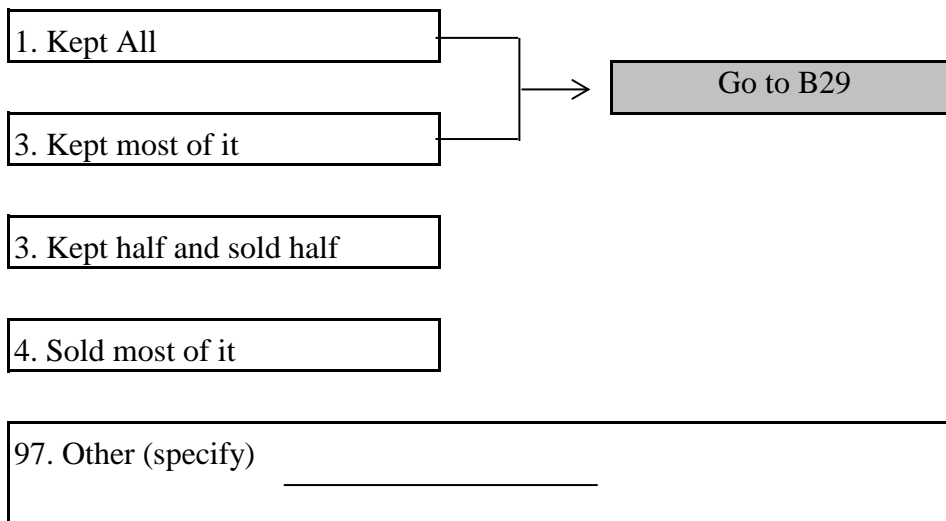 1. Kept All
Go to B29
3. Kept most of it
3. Kept half and sold half
4. Sold most of it
97. Other (specify)